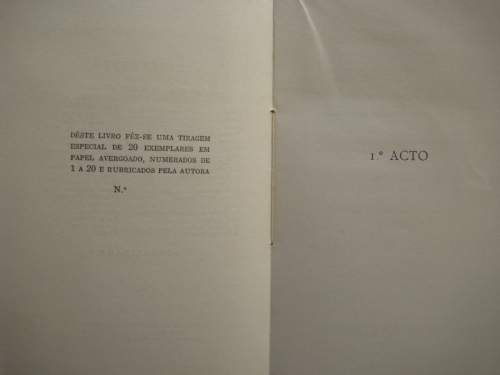 DÊSTE LIVRO FÊZ-SE UMA TIRAGEM
ESPECIAL DE 20 EXEMPLARES EM
PAPEL AVERGOADO, NUMERADOS DE
1 A 20 E RUBRICADOS PELA AUTORA
N.º
1.º ACTO